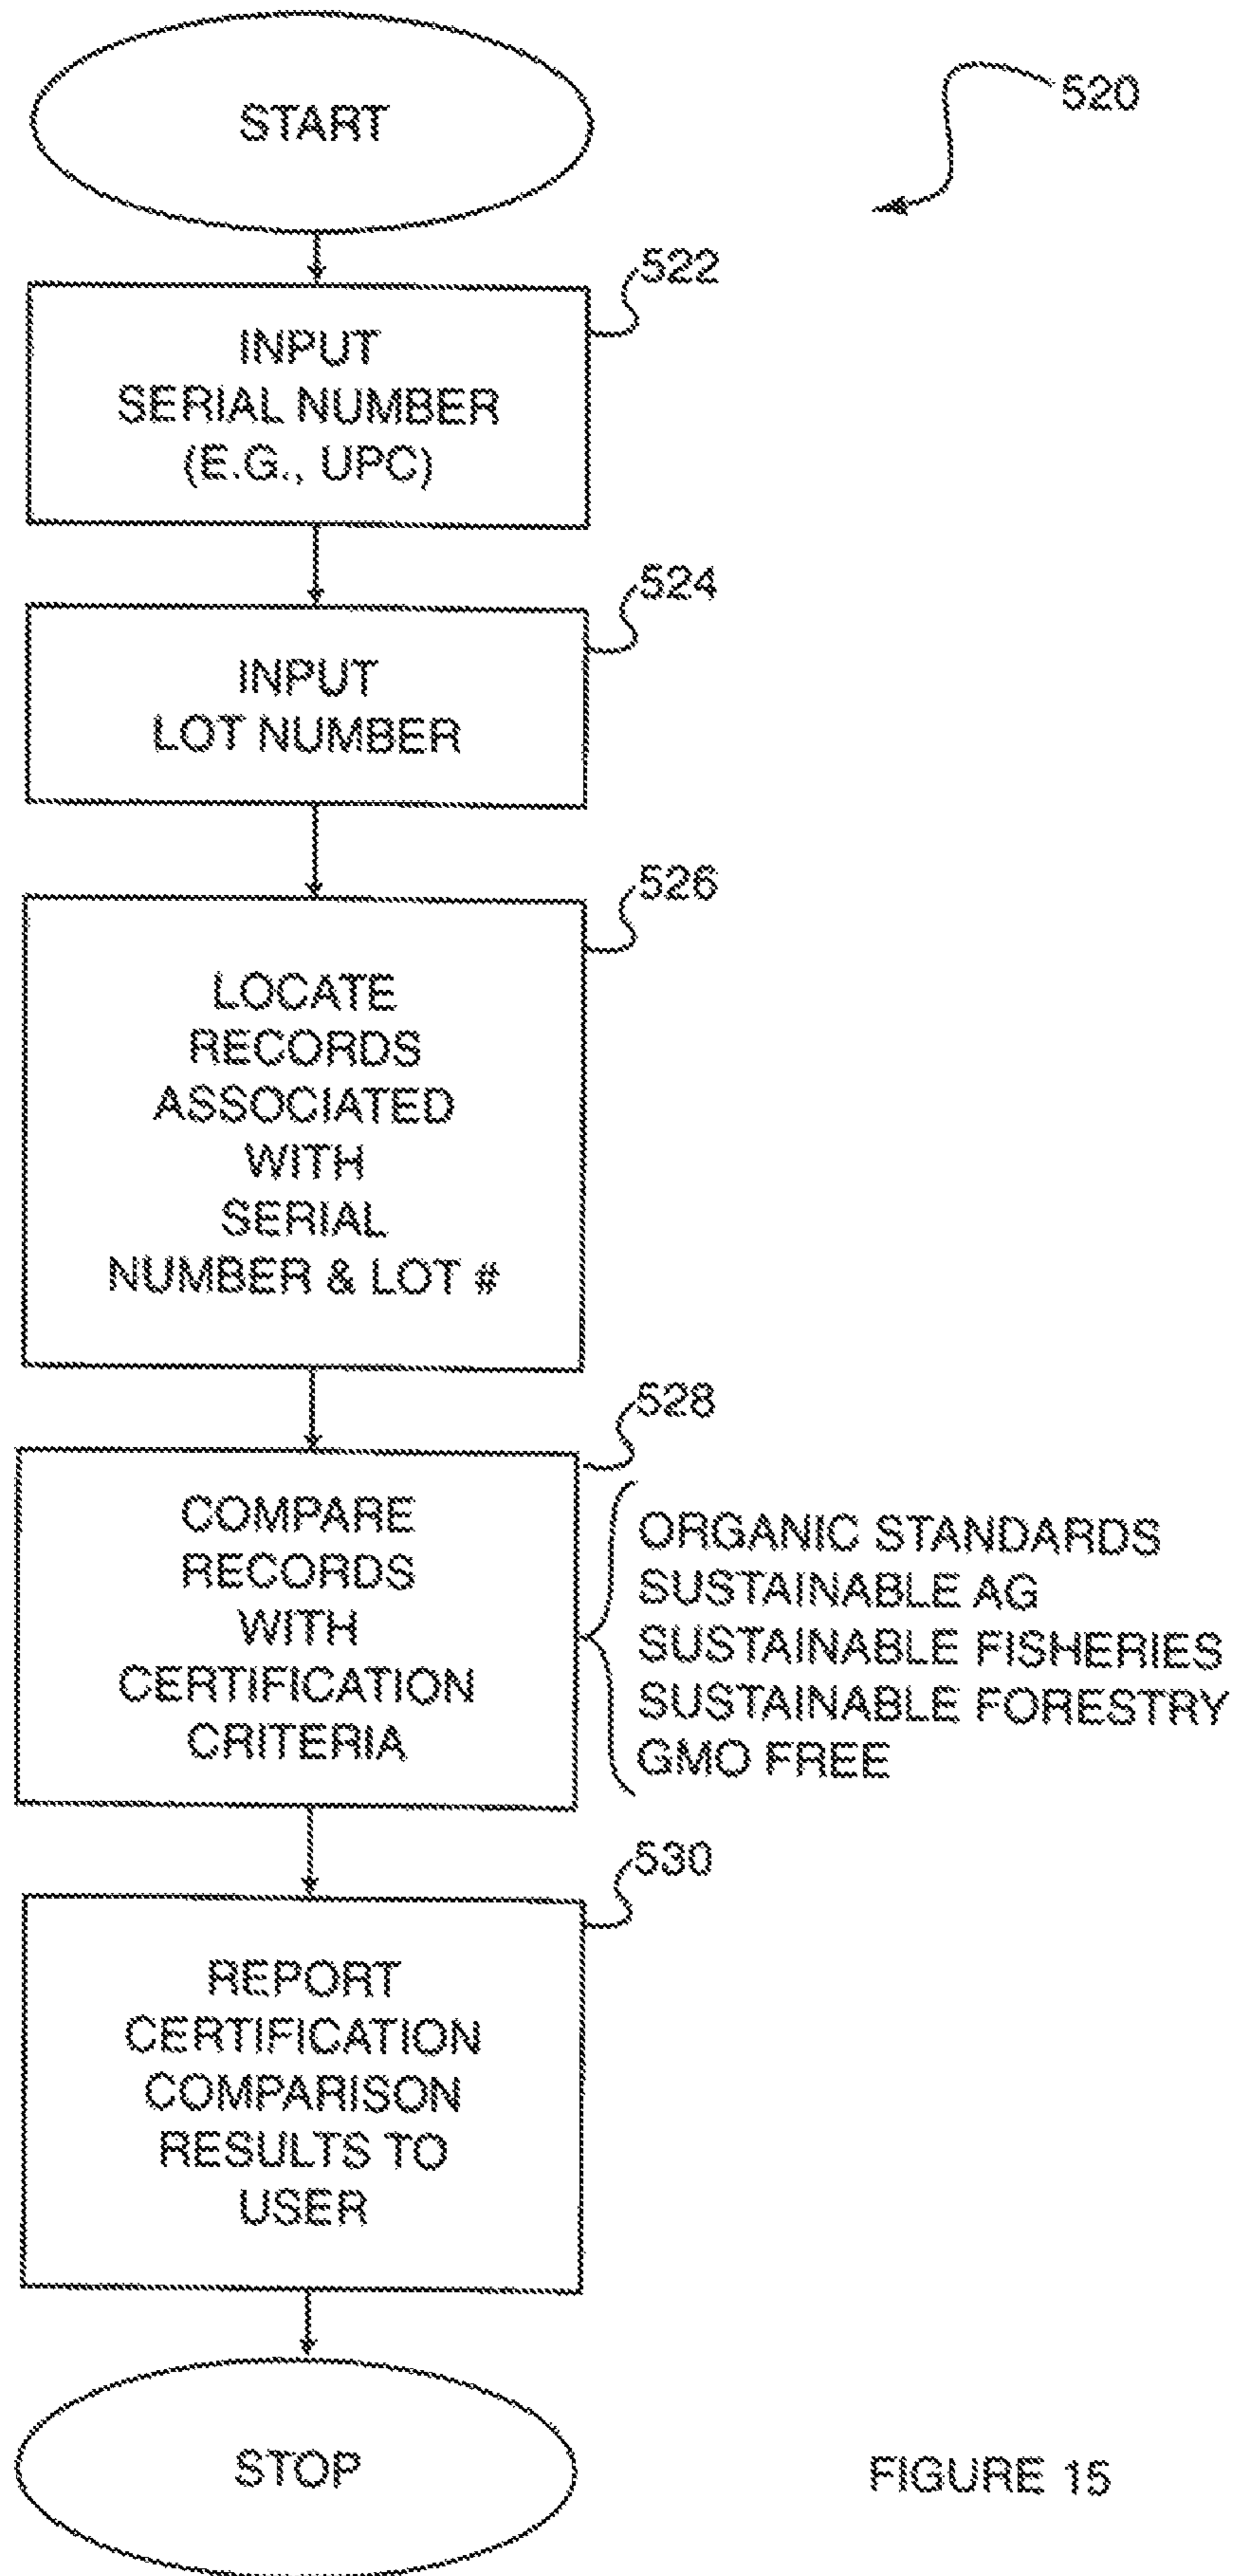 START
520
522
INPUT
SERIAL NUMBER
(E.G., UPC)
524
INPUT
LOT NUMBER
526
LOCATE
RECORDS
ASSOCIATED
WITH
SERIAL
NUMBER & LOT #
528
COMPARE
RECORDS
WITH
CERTIFICATION
CRITERIA
ORGANIC STANDARDS
SUSTAINABLE AG
SUSTAINABLE FISHERIES
SUSTAINABLE FORESTRY
GMO FREE
530
REPORT
CERTIFICATION
COMPARISON
RESULTS TO
USER
STOP
FIGURE 15